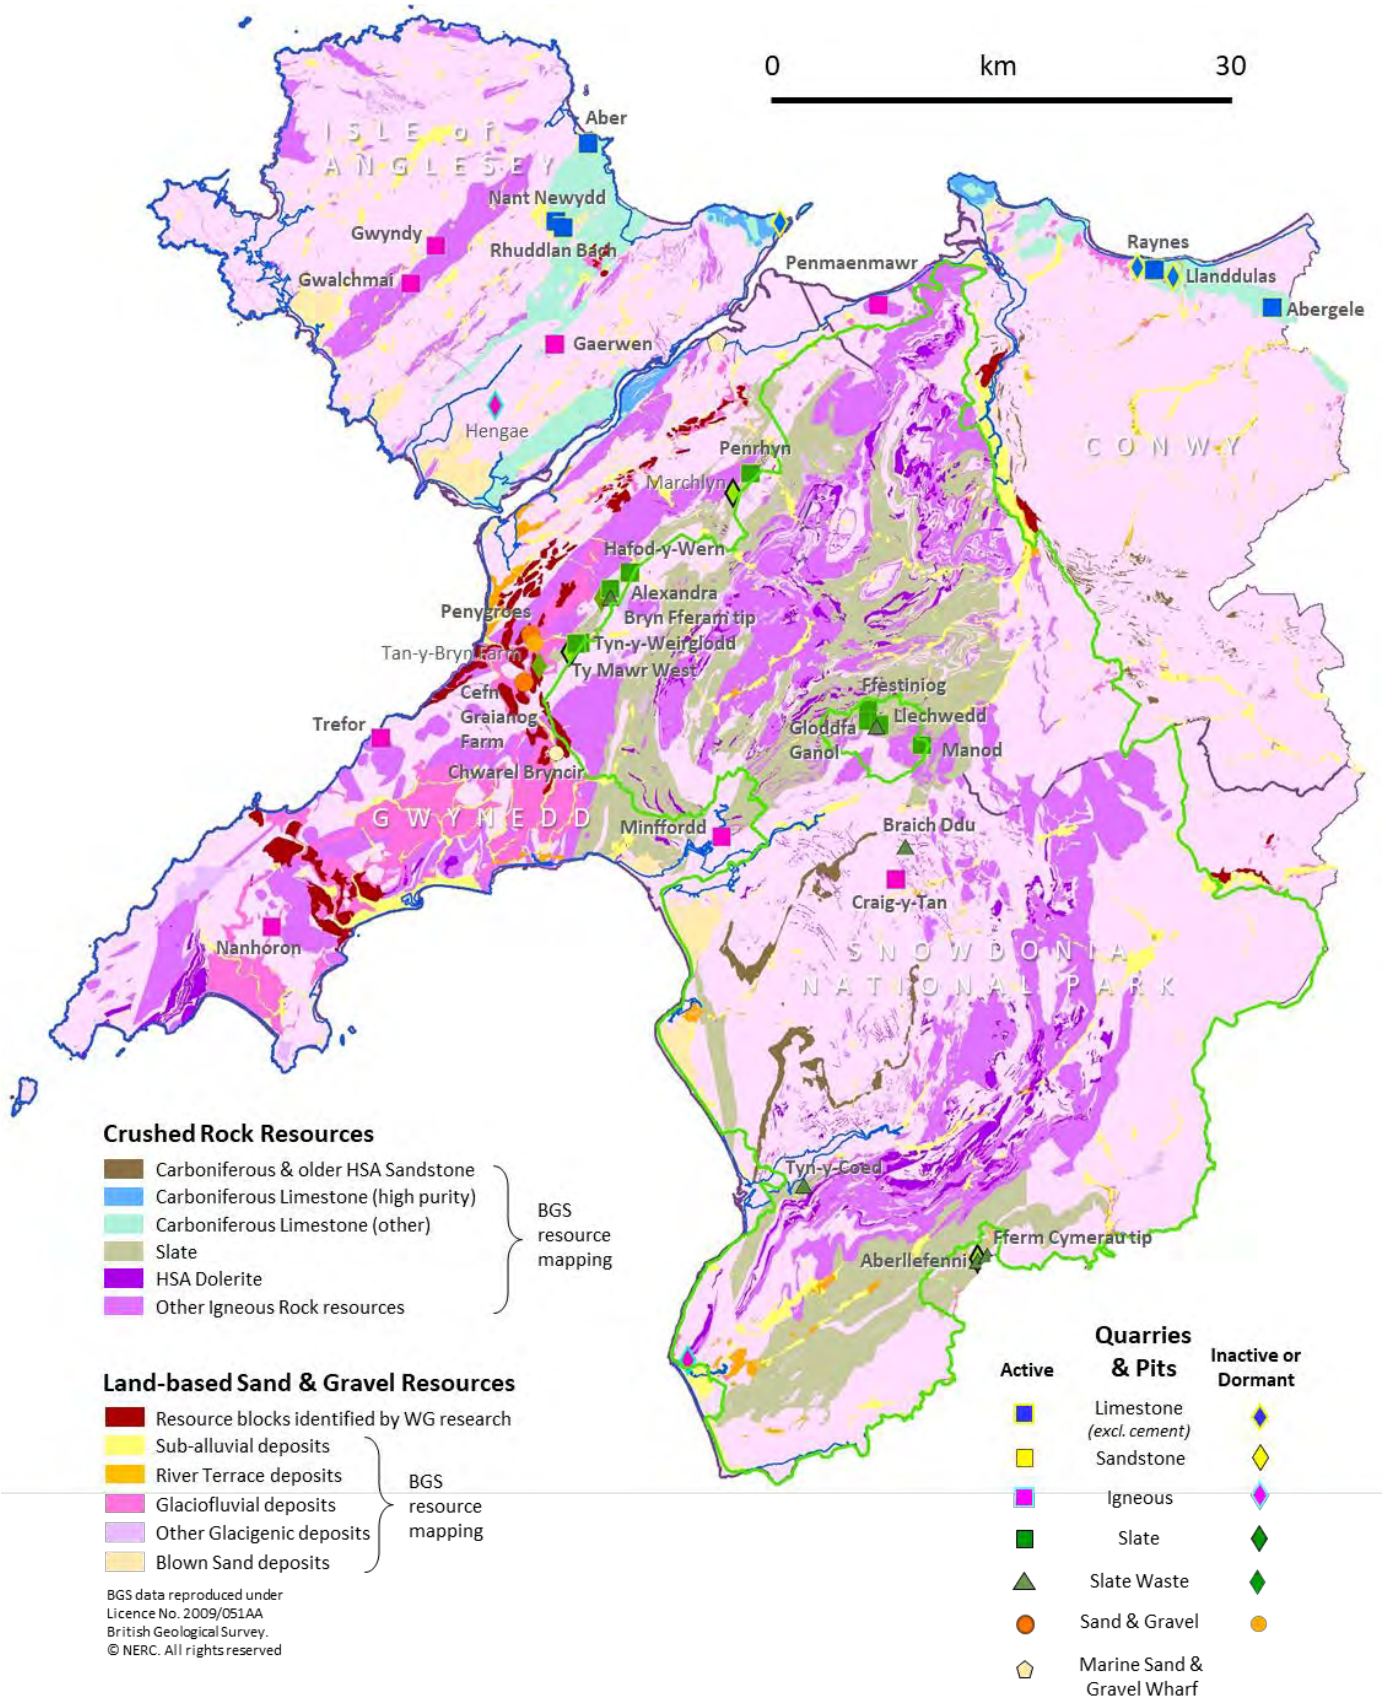 0 km 30
Aber
ISLE of
ANGLESEY
Nant Newydd
Gwyndy
Rhuddlan Bach
Gwalchmai
Penmaenmawr
Raynes
Llanddulas
Abergele
Gaerwen
Hengae
CONWY
Penrhyn
Marchlyn
Hafod-y-Wern
Alexandra
Bryn Fferam tip
Penygroes
Tyn-y-Weirglodd
Tan-y-Bryn Farm
Ty Mawr West
Cefn
Graianog
Farm
Ffestiniog
Llechwedd
Gloddfa
Ganol
Manod
Trefor
Chwarel Bryncir
GWYNEDD
Minffordd
Braich Ddu
Craig-y-Tan
Nanhoron
SNOWDONIA
NATIONAL PARK
Tyn-y-Coed
Fferm Cymerau tip
Aberllefenni
Crushed Rock Resources
Carboniferous & older HSA Sandstone
Carboniferous Limestone (high purity)
Carboniferous Limestone (other)
Slate
HSA Dolerite
Other Igneous Rock resources
BGS
resource
mapping
Land-based Sand & Gravel Resources
Resource blocks identified by WG research
Sub-alluvial deposits
River Terrace deposits
Glaciofluvial deposits
Other Glacigenic deposits
Blown Sand deposits
BGS
resource
mapping
BGS data reproduced under
Licence No. 2009/051AA
British Geological Survey.
© NERC. All rights reserved
Quarries
& Pits
Active
Inactive or
Dormant
Limestone
(excl. cement)
Sandstone
Igneous
Slate
Slate Waste
Sand & Gravel
Marine Sand &
Gravel Wharf